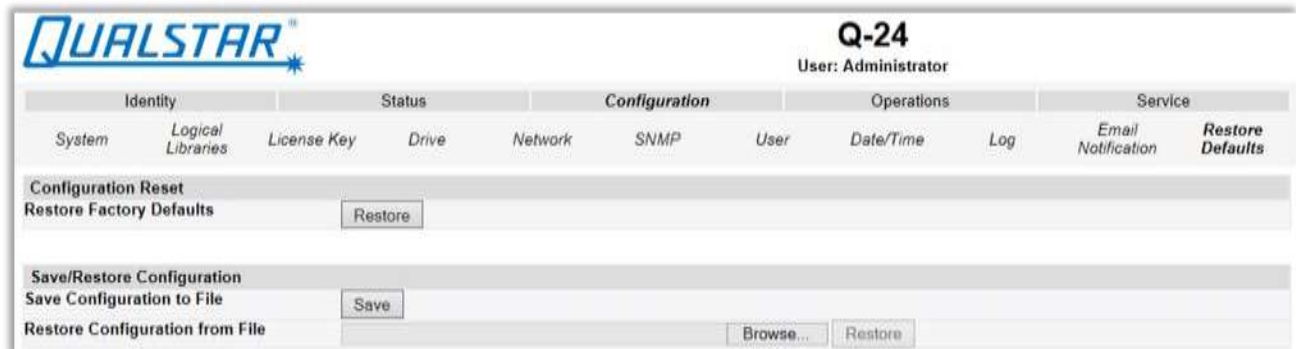 QUALSTAR®
Q-24
User: Administrator
Identity Status Configuration Operations Service
System Logical Libraries License Key Drive Network SNMP User Date/Time Log Email Notification Restore Defaults
Configuration Reset
Restore Factory Defaults Restore
Save/Restore Configuration
Save Configuration to File Save
Restore Configuration from File Browse... Restore